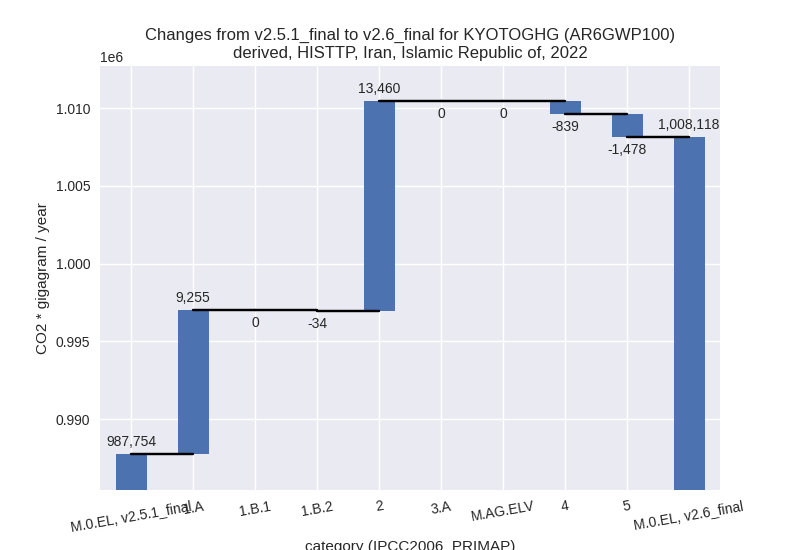 Changes from v2.5.1_final to v2.6_final for KYOTOGHG (AR6GWP100)
derived, HISTTP, Iran, Islamic Republic of, 2022
1e6
CO2 * gigagram / year
1.010
1.005
1.000
0.995
0.990
987,754
9,255
0
-34
13,460
0
0
-839
-1,478
1,008,118
M.0.EL, v2.5.1_final
1.A
1.B.1
1.B.2
2
3.A
M.AG.ELV
4
5
M.0.EL, v2.6_final
category (IPCC2006_PRIMAP)